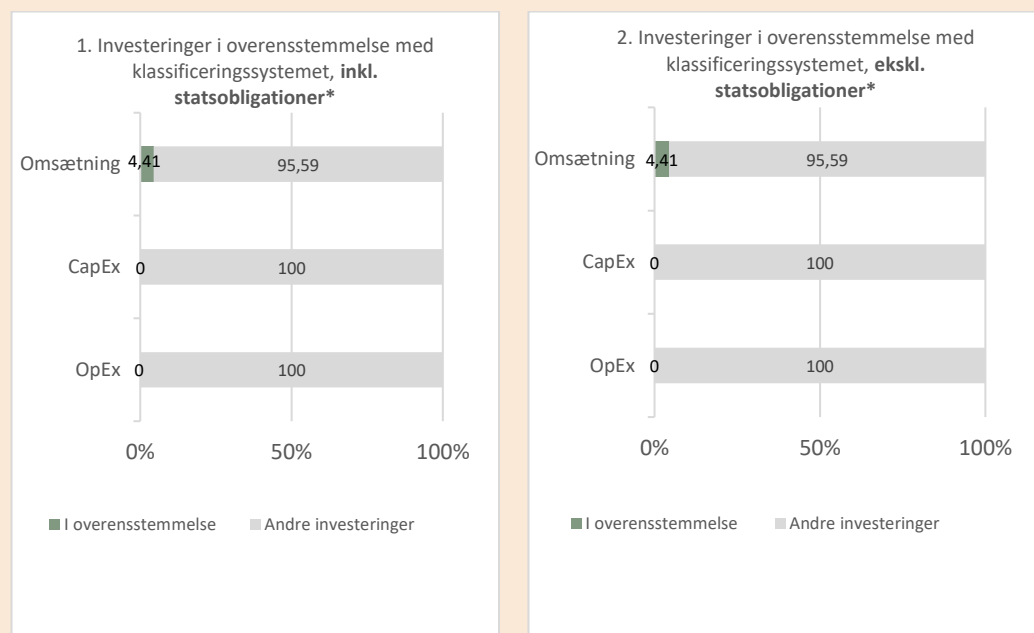 1. Investeringer i overensstemmelse med
klassificeringssystemet, inkl.
statsobligationer*
Omsætning 4,41 95,59
CapEx 0 100
OpEx 0 100
0% 50% 100%
I overensstemmelse Andre investeringer
2. Investeringer i overensstemmelse med
klassificeringssystemet, ekskl.
statsobligationer*
Omsætning 4,41 95,59
CapEx 0 100
OpEx 0 100
0% 50% 100%
I overensstemmelse Andre investeringer